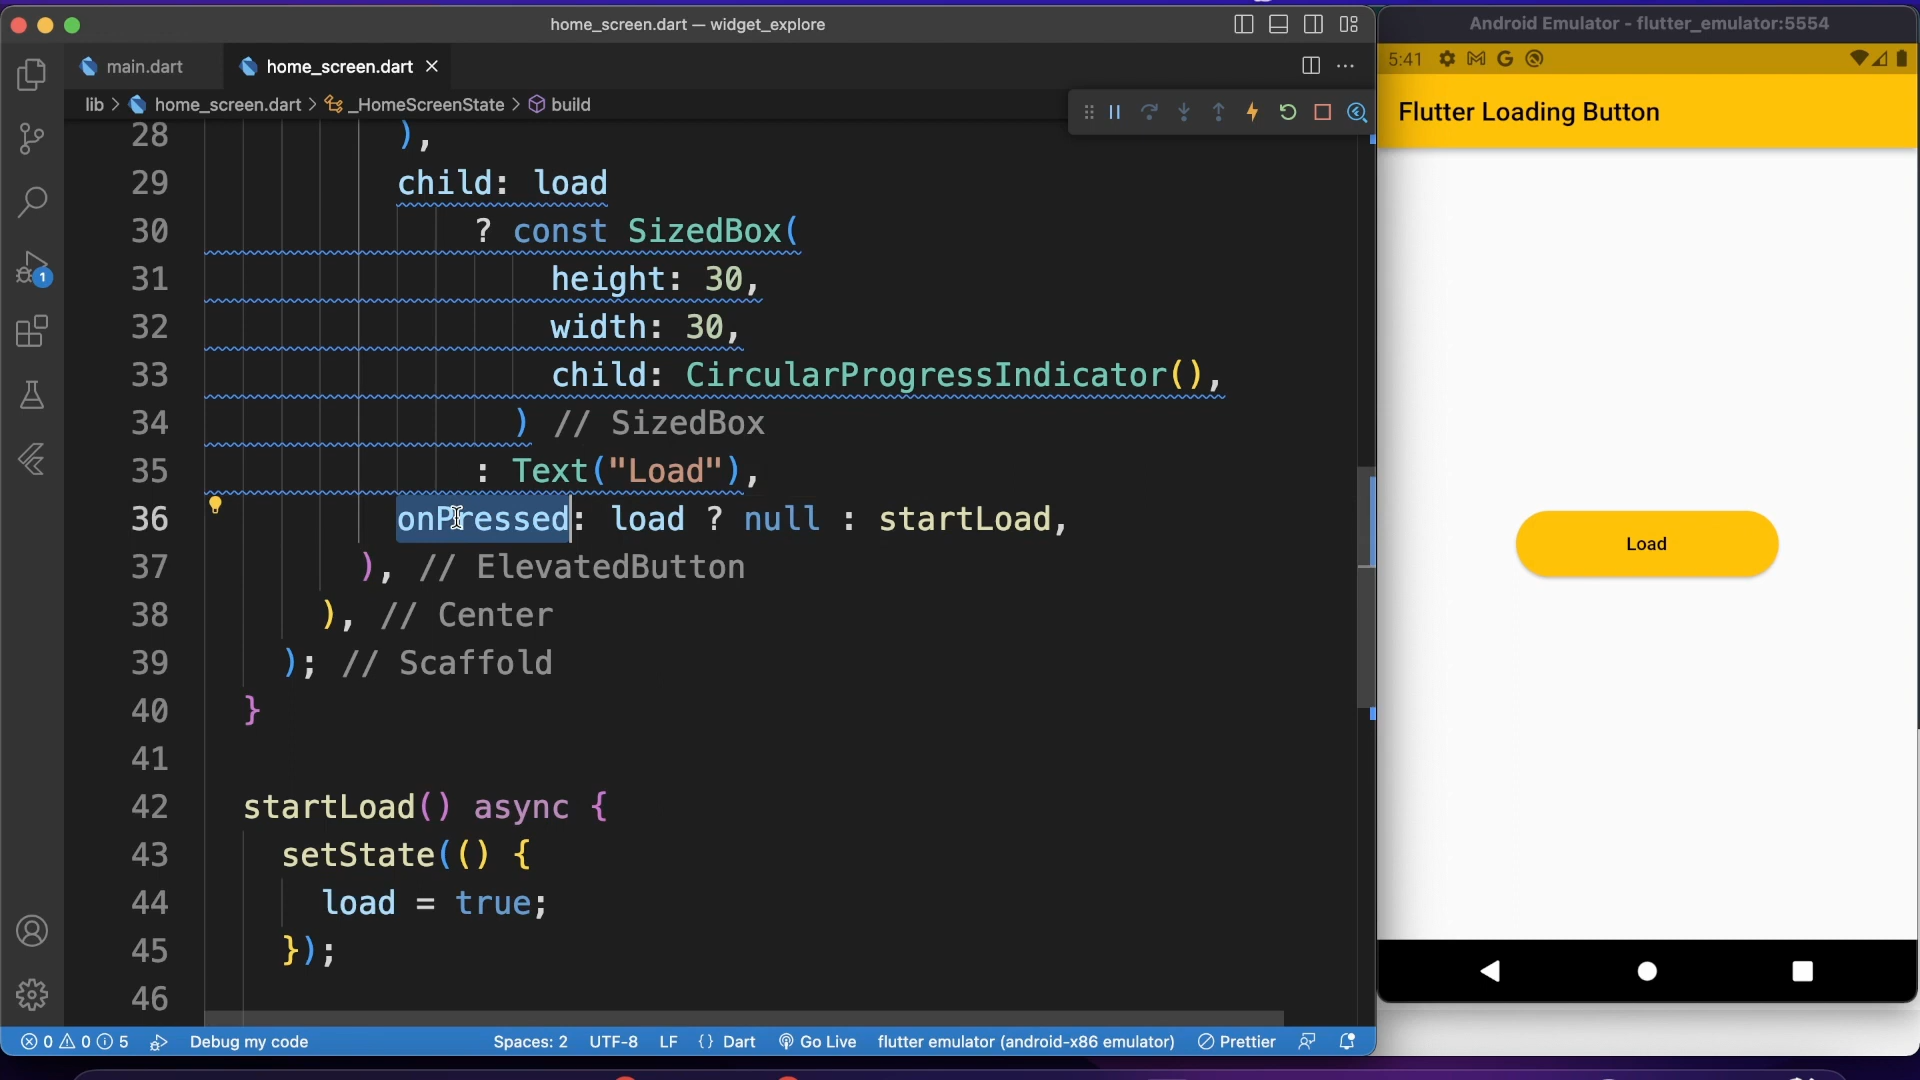 home_screen.dart — widget_explore
main.dart
home_screen.dart
lib > home_screen.dart > _HomeScreenState > build
28 ),
29 child: load
30 ? const SizedBox(
31 height: 30,
32 width: 30,
33 child: CircularProgressIndicator(),
34 ) // SizedBox
35 : Text("Load"),
36 onPressed: load ? null : startLoad,
37 ), // ElevatedButton
38 ), // Center
39 ); // Scaffold
40 }
41
42 startLoad() async {
43 setState(() {
44 load = true;
45 });
46
1
0 0 5 Debug my code Spaces: 2 UTF-8 LF {} Dart Go Live flutter emulator (android-x86 emulator) Prettier
Android Emulator - flutter_emulator:5554
5:41
Flutter Loading Button
Load